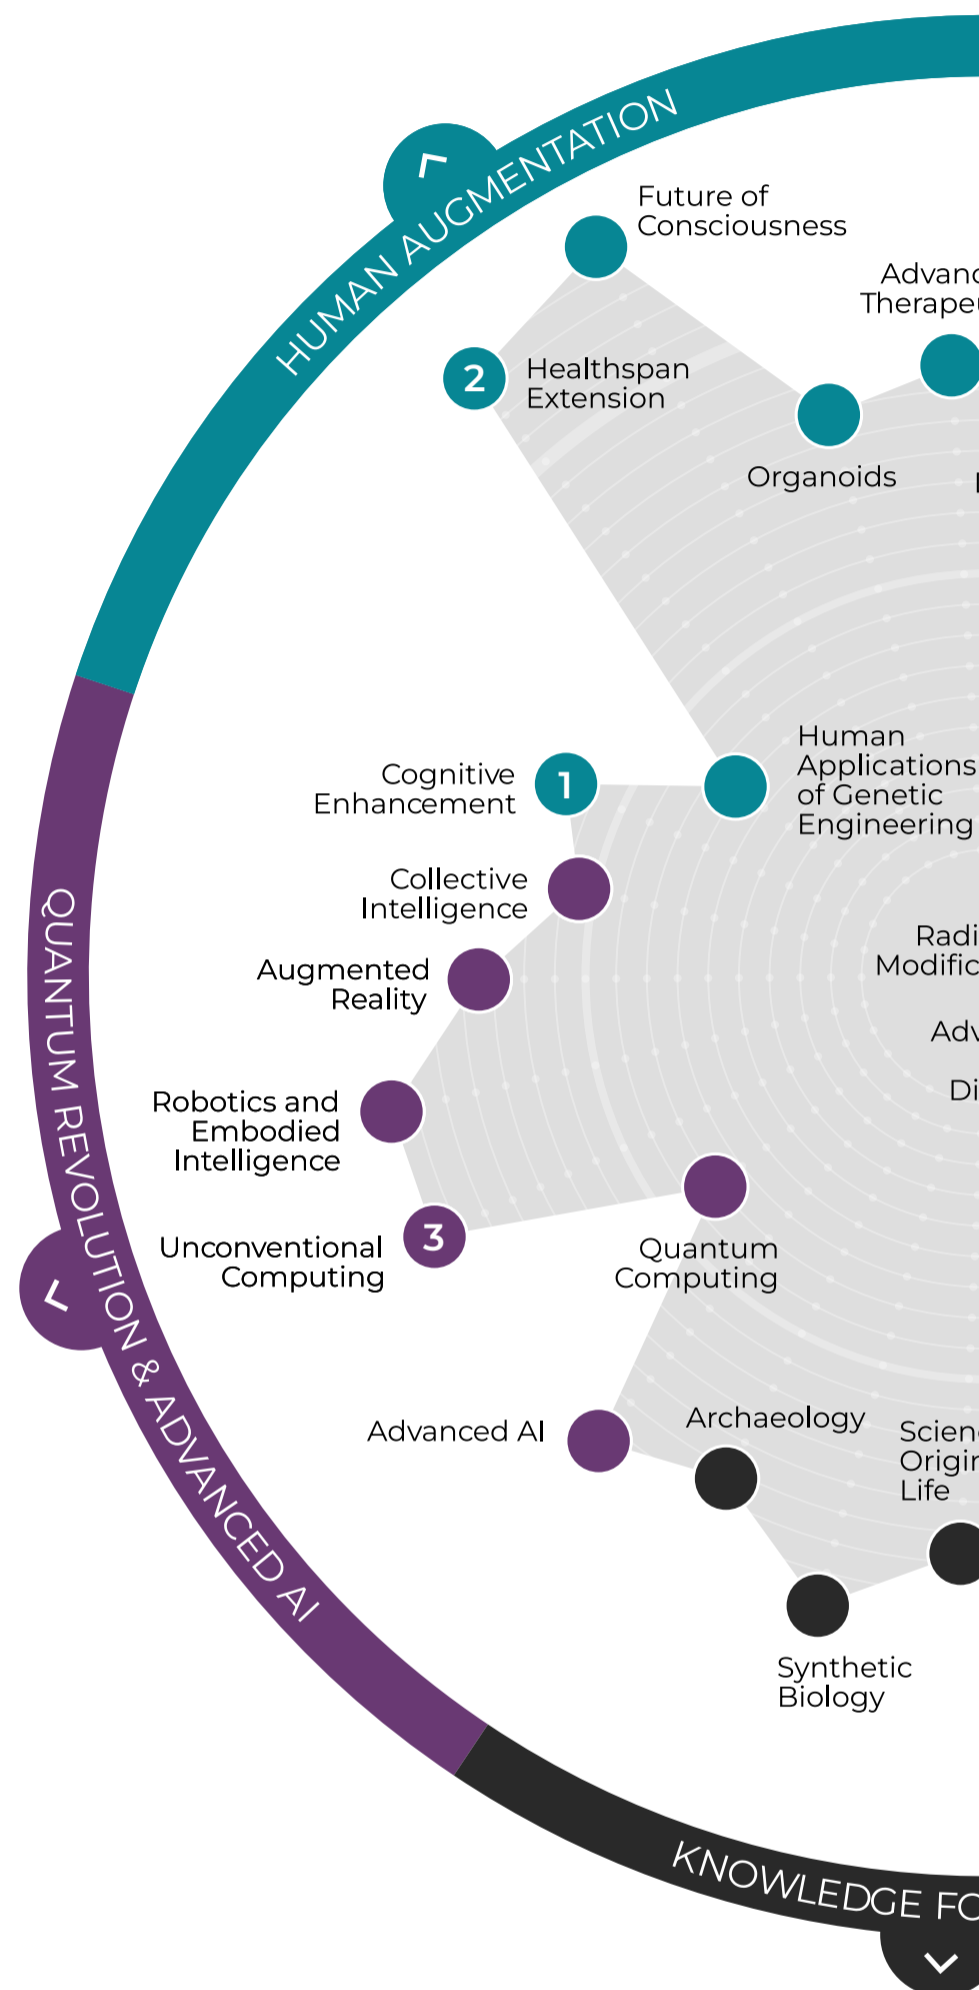 HUMAN AUGMENTATION
Future of
Consciousness
2
Healthspan
Extension
Organoids
Human
Applications
of Genetic
Engineering
Cognitive
Enhancement
1
Collective
Intelligence
Augmented
Reality
Robotics and
Embodied
Intelligence
Unconventional
Computing
3
Quantum
Computing
QUANTUM REVOLUTION & ADVANCED AI
Advanced AI
Archaeology
Life
Synthetic
Biology
KNOWLEDGE